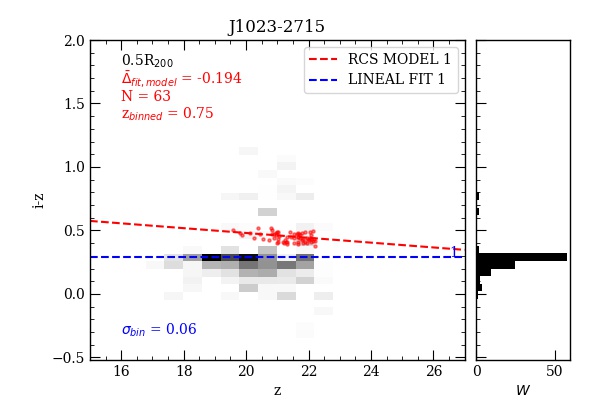 J1023-2715
2.0
1.5
1.0
0.5
0.0
−0.5
i-z
0.5R200
Δ̄fit,model = -0.194
N = 63
zbinned = 0.75
RCS MODEL 1
LINEAL FIT 1
1
σbin = 0.06
16 18 20 22 24 26
z
0 50
W